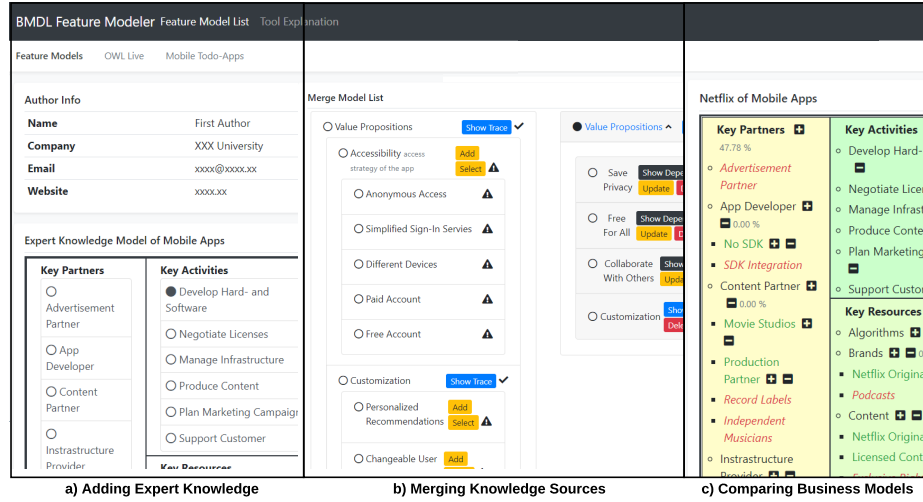 BMDL Feature Modeler Feature Model List Tool Explanation
Feature Models OWL Live Mobile Todo-Apps
Author Info
Name First Author
Company XXX University
Email xxxx@xxxx.xx
Website xxxx.xx
Expert Knowledge Model of Mobile Apps
Key Partners
Advertisement
Partner
App
Developer
Content
Partner
Instrastructure
Provider
Key Activities
Develop Hard- and
Software
Negotiate Licenses
Manage Infrastructure
Produce Content
Plan Marketing Campaign
Support Customer
Key Resources
a) Adding Expert Knowledge
Merge Model List
Value Propositions Show Trace
Accessibility access
strategy of the app
Add
Select
Anonymous Access
Simplified Sign-In Servies
Different Devices
Paid Account
Free Account
Customization Show Trace
Personalized
Recommendations
Add
Select
Changeable User Add
Value Propositions
Save
Privacy
Show Depe
Update D
Free
For All
Show Depe
Update D
Collaborate
With Others
Show
Upda
Customization
Sho
Dele
b) Merging Knowledge Sources
Netflix of Mobile Apps
Key Partners
47.78 %
Advertisement
Partner
App Developer
0.00 %
No SDK
SDK Integration
Content Partner
0.00 %
Movie Studios
Production
Partner
Record Labels
Independent
Musicians
Instrastructure
Provider
Key Activities
Develop Hard-
Negotiate Licen
Manage Infrast
Produce Conte
Plan Marketing
Support Custo
Key Resources
Algorithms
Brands
Netflix Origina
Podcasts
Content
Netflix Origina
Licensed Cont
c) Comparing Business Models